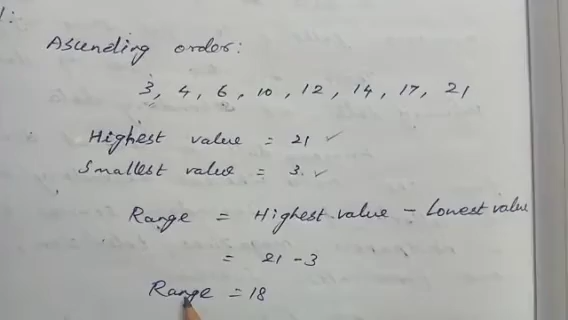 1:
Ascending order:
3, 4, 6, 10, 12, 14, 17, 21
Highest value = 21 ✓
Smallest value = 3. ✓
Range = Highest value - Lowest value
= 21 - 3
Range = 18